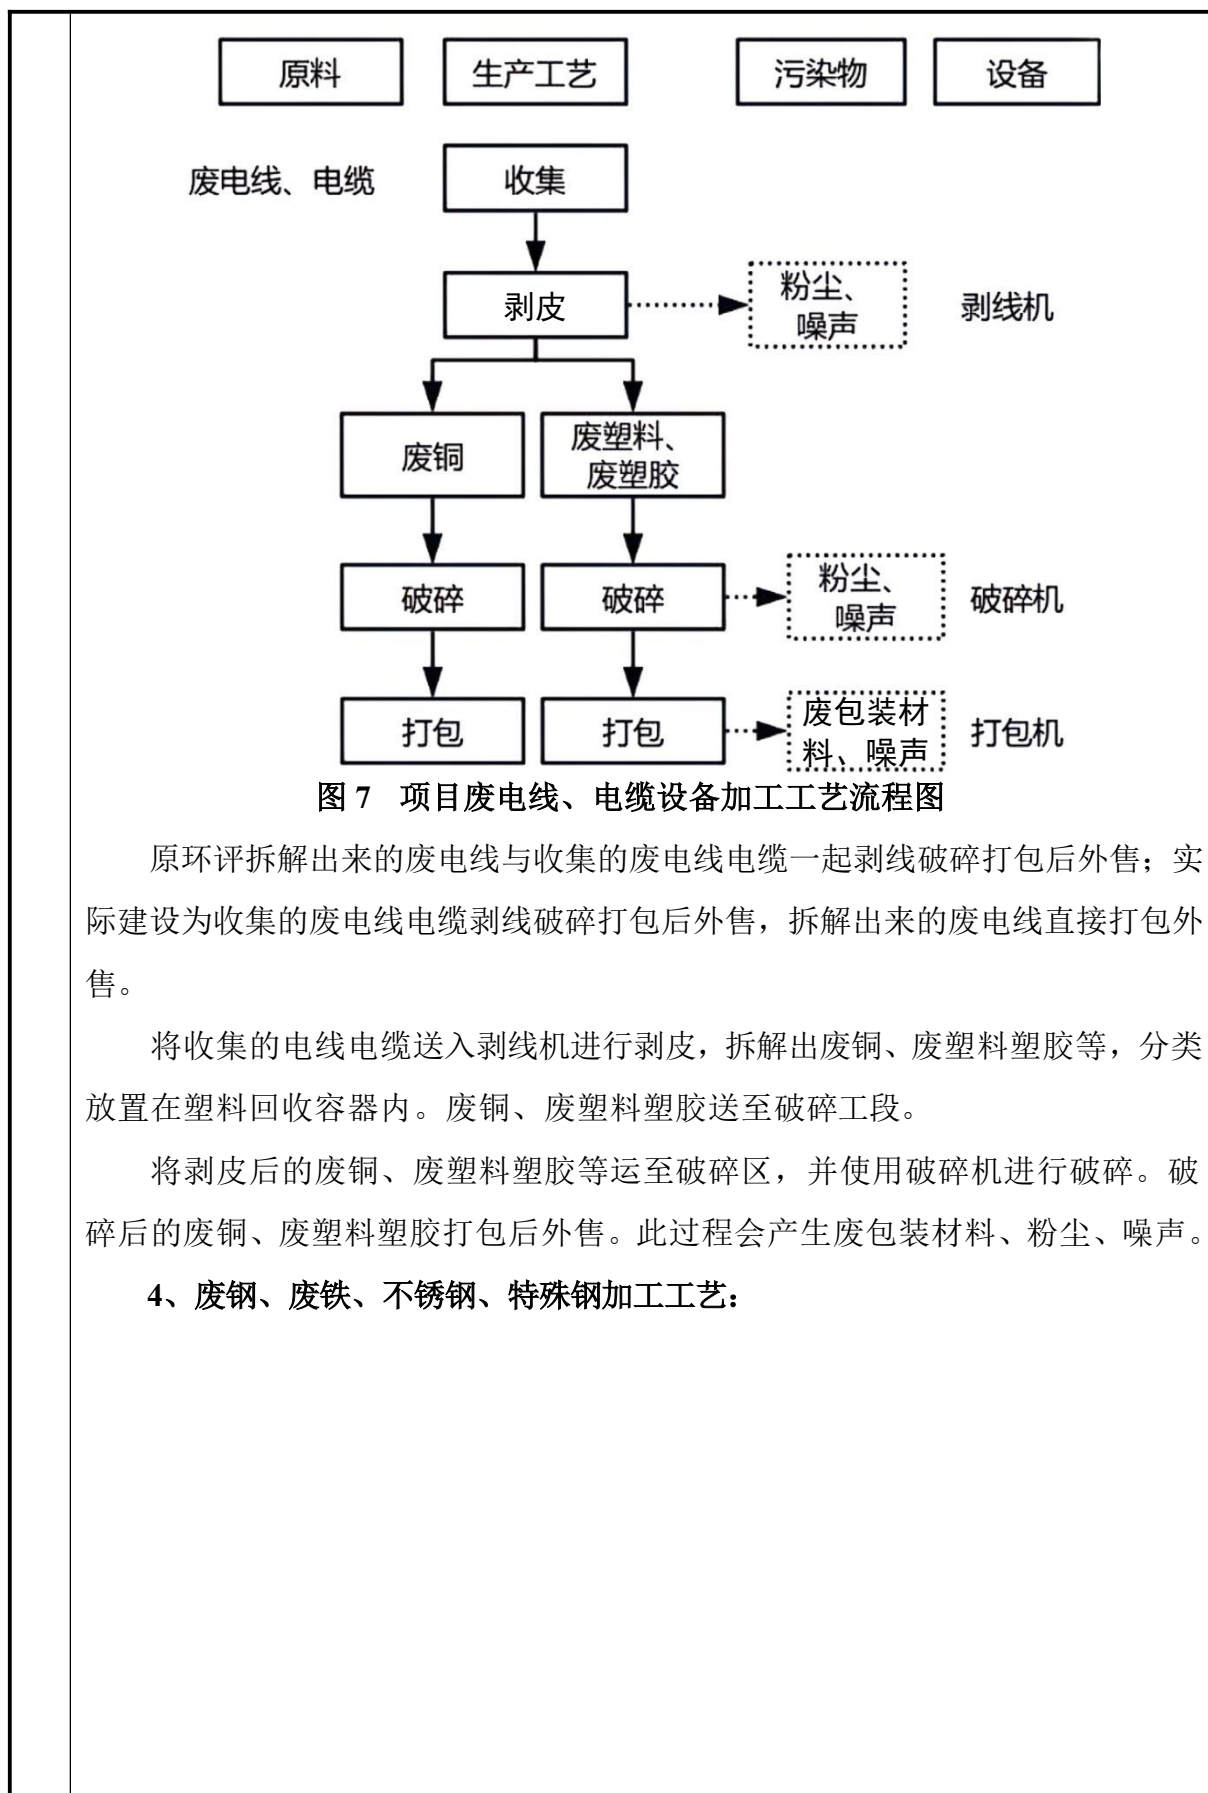 原料 生产工艺 污染物 设备
废电线、电缆 收集
剥皮 粉尘、
噪声 剥线机
废铜 废塑料、
废塑胶
破碎 破碎 粉尘、
噪声 破碎机
打包 打包 废包装材
料、噪声 打包机
图 7 项目废电线、电缆设备加工工艺流程图
原环评拆解出来的废电线与收集的废电线电缆一起剥线破碎打包后外售；实
际建设为收集的废电线电缆剥线破碎打包后外售，拆解出来的废电线直接打包外
售。
将收集的电线电缆送入剥线机进行剥皮，拆解出废铜、废塑料塑胶等，分类
放置在塑料回收容器内。废铜、废塑料塑胶送至破碎工段。
将剥皮后的废铜、废塑料塑胶等运至破碎区，并使用破碎机进行破碎。破
碎后的废铜、废塑料塑胶打包后外售。此过程会产生废包装材料、粉尘、噪声。
4、废钢、废铁、不锈钢、特殊钢加工工艺：